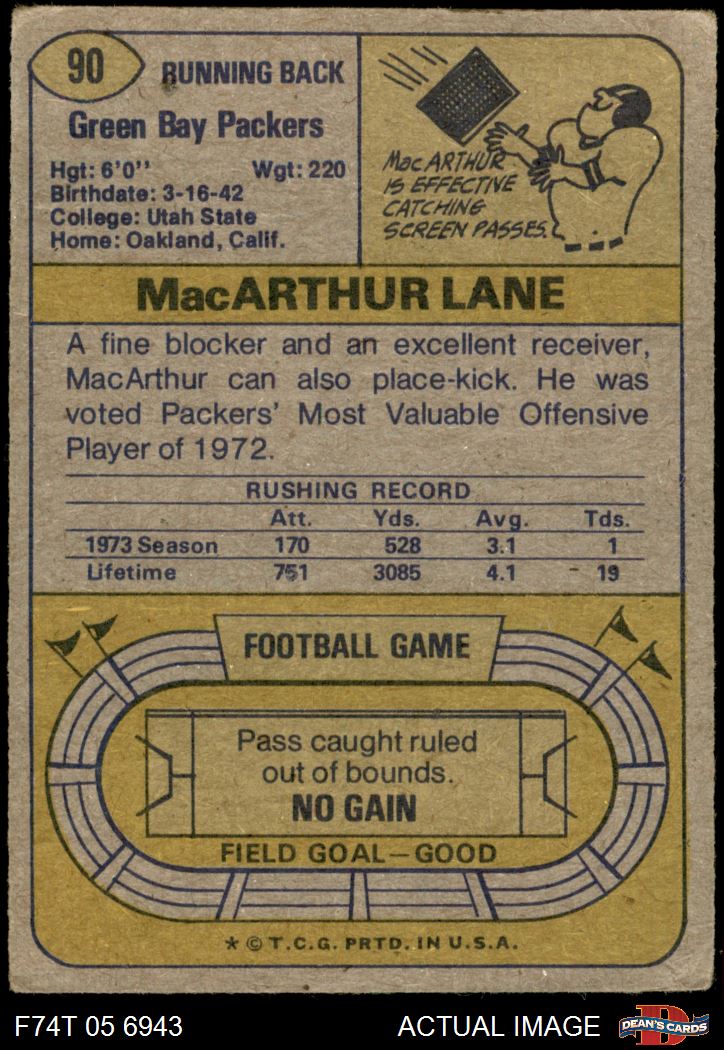 90
RUNNING BACK
Green Bay Packers
Hgt: 6'0'' Wgt: 220
Birthdate: 3-16-42
College: Utah State
Home: Oakland, Calif.
MacARTHUR
IS EFFECTIVE
CATCHING
SCREEN PASSES.
MacARTHUR LANE
A fine blocker and an excellent receiver,
MacArthur can also place-kick. He was
voted Packers' Most Valuable Offensive
Player of 1972.
RUSHING RECORD
Att. Yds. Avg. Tds.
1973 Season 170 528 3.1 1
Lifetime 751 3085 4.1 19
FOOTBALL GAME
Pass caught ruled
out of bounds.
NO GAIN
FIELD GOAL—GOOD
* © T.C.G. PRTD. IN U.S.A.
F74T 05 6943 ACTUAL IMAGE
D
DEAN'S CARDS